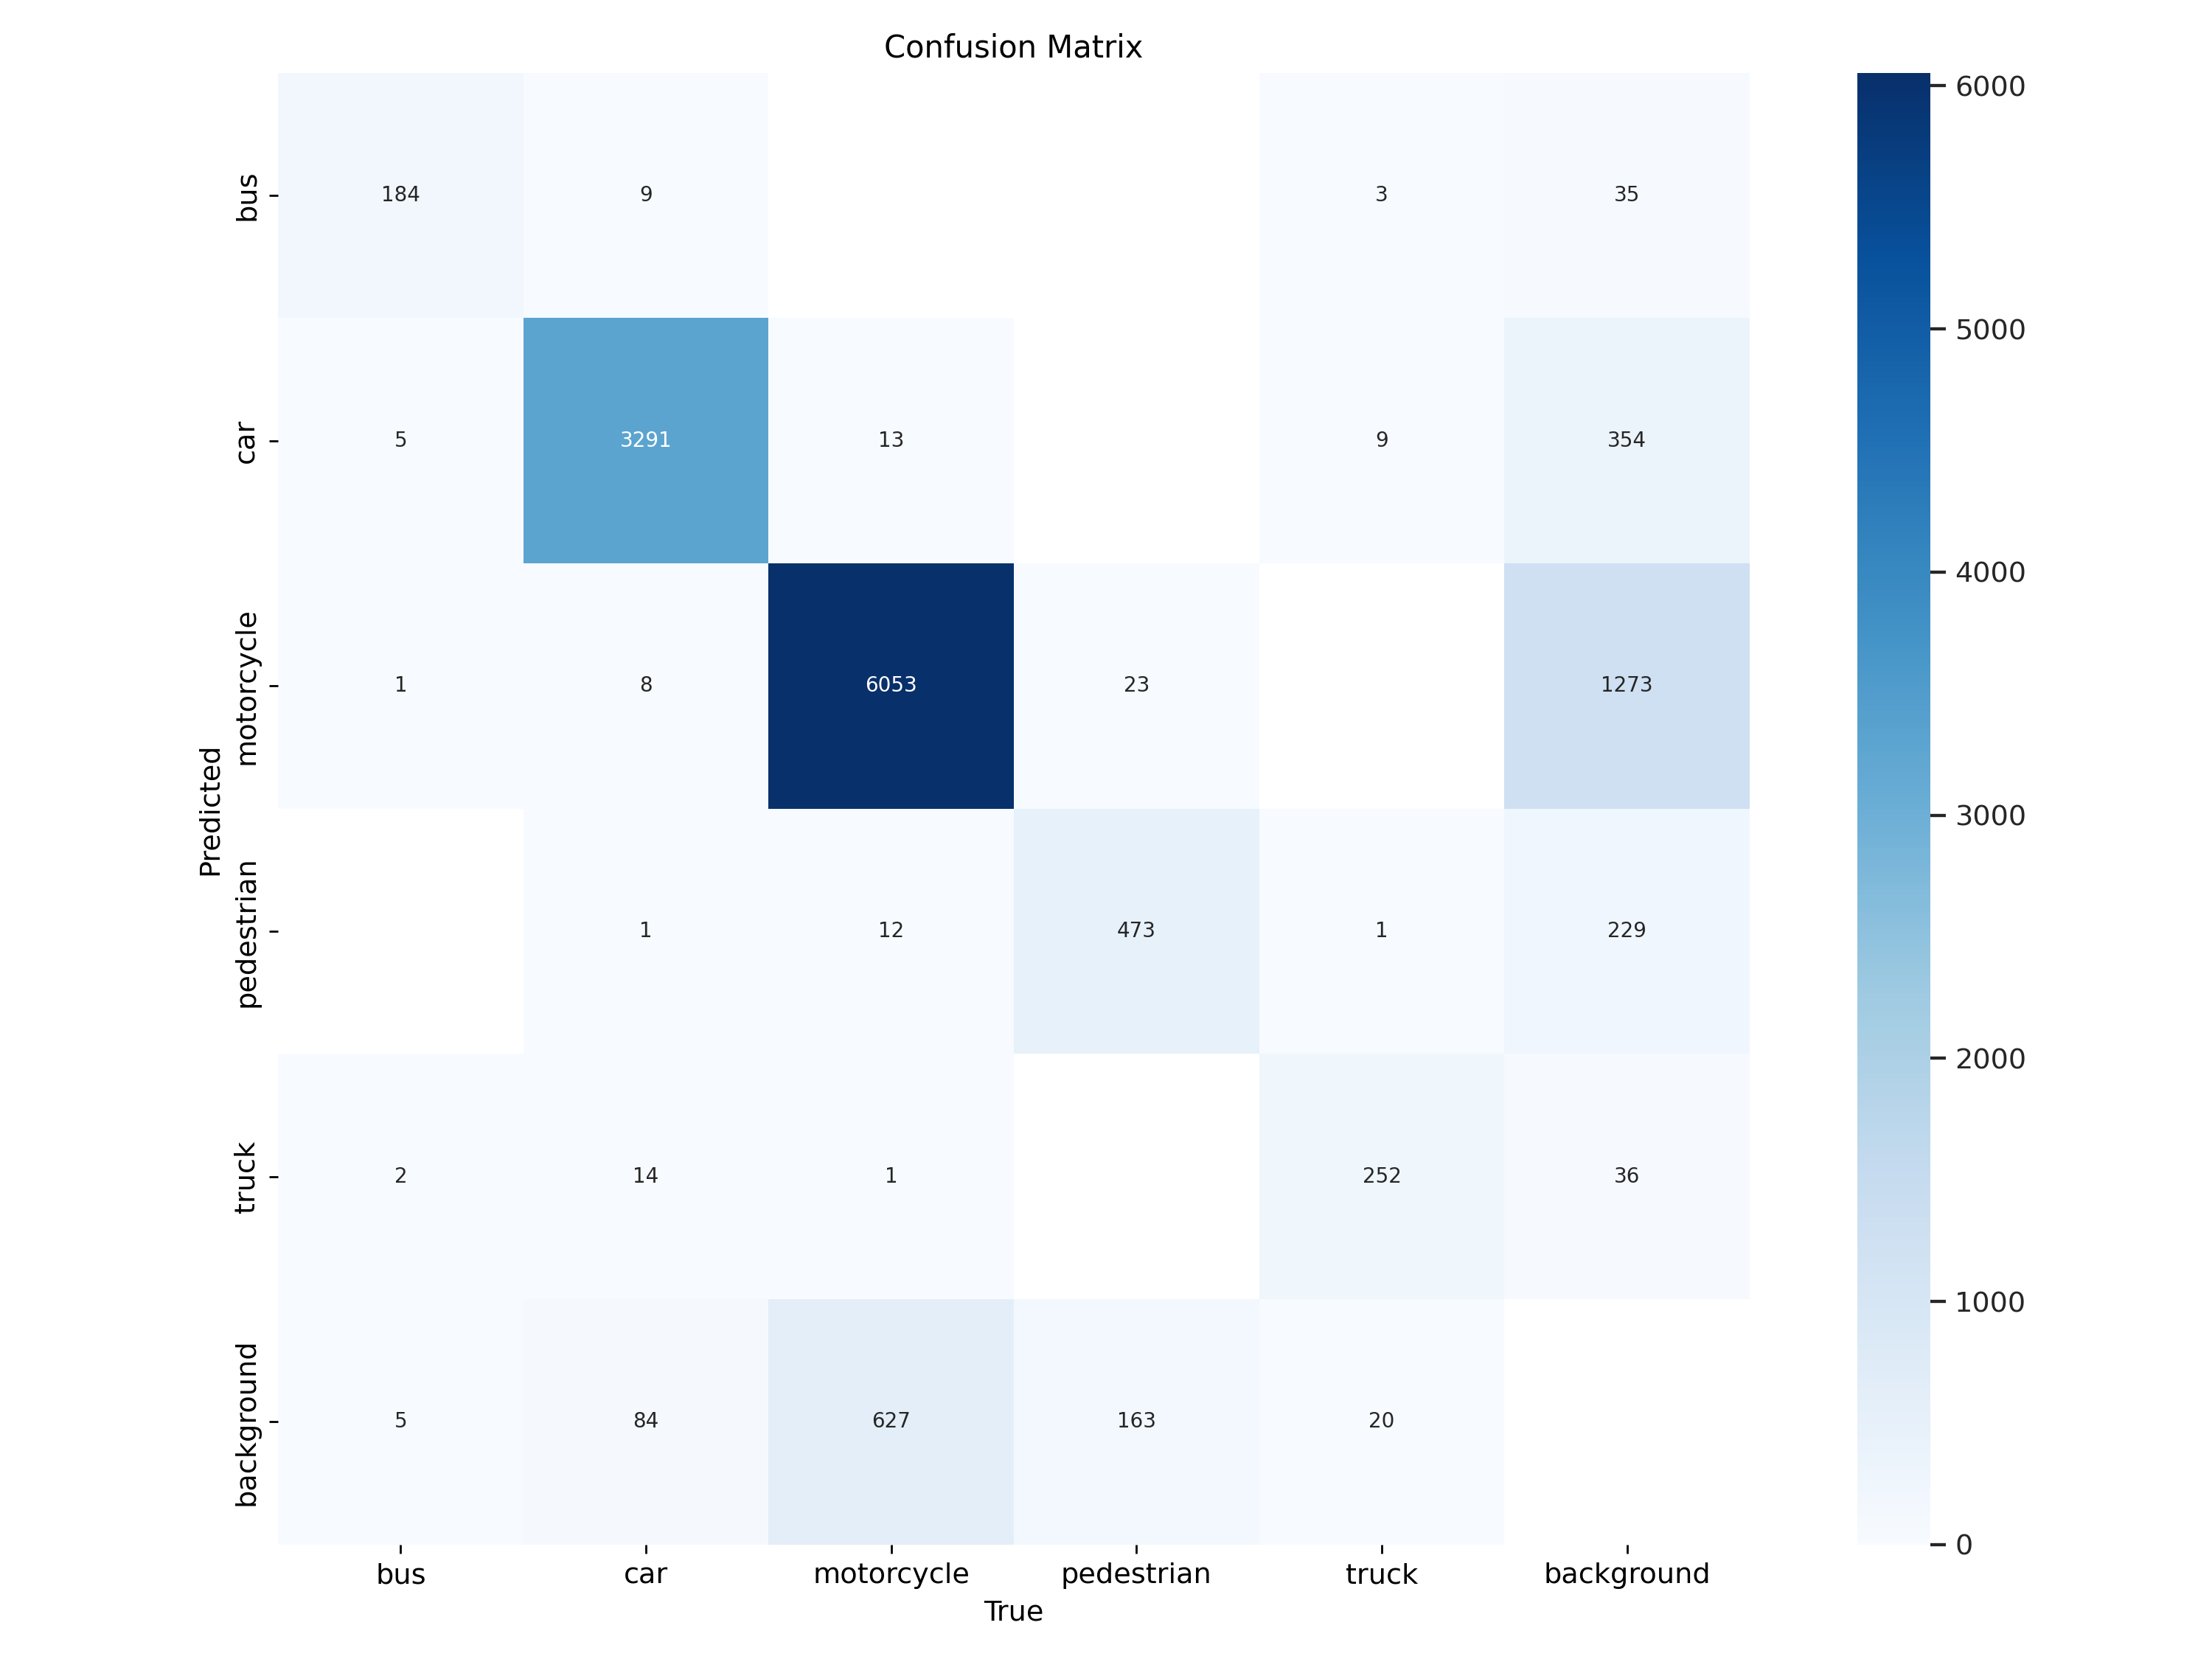 Confusion Matrix
bus 184 9 3 35
car 5 3291 13 9 354
motorcycle 1 8 6053 23 1273
pedestrian 1 12 473 1 229
truck 2 14 1 252 36
background 5 84 627 163 20
bus car motorcycle pedestrian truck background
True
Predicted
6000
5000
4000
3000
2000
1000
0